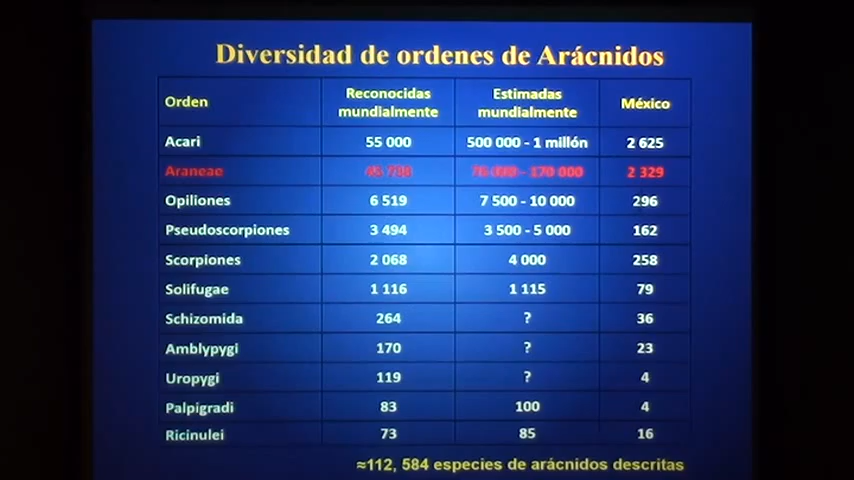 Diversidad de ordenes de Arácnidos
Orden Reconocidas mundialmente Estimadas mundialmente México
Acari 55 000 500 000 - 1 millón 2 625
Araneae - 170 000 2 329
Opiliones 6 519 7 500 - 10 000 296
Pseudoscorpiones 3 494 3 500 - 5 000 162
Scorpiones 2 068 4 000 258
Solifugae 1 116 1 115 79
Schizomida 264 ? 36
Amblypygi 170 ? 23
Uropygi 119 ? 4
Palpigradi 83 100 4
Ricinulei 73 85 16
≈112, 584 especies de arácnidos descritas